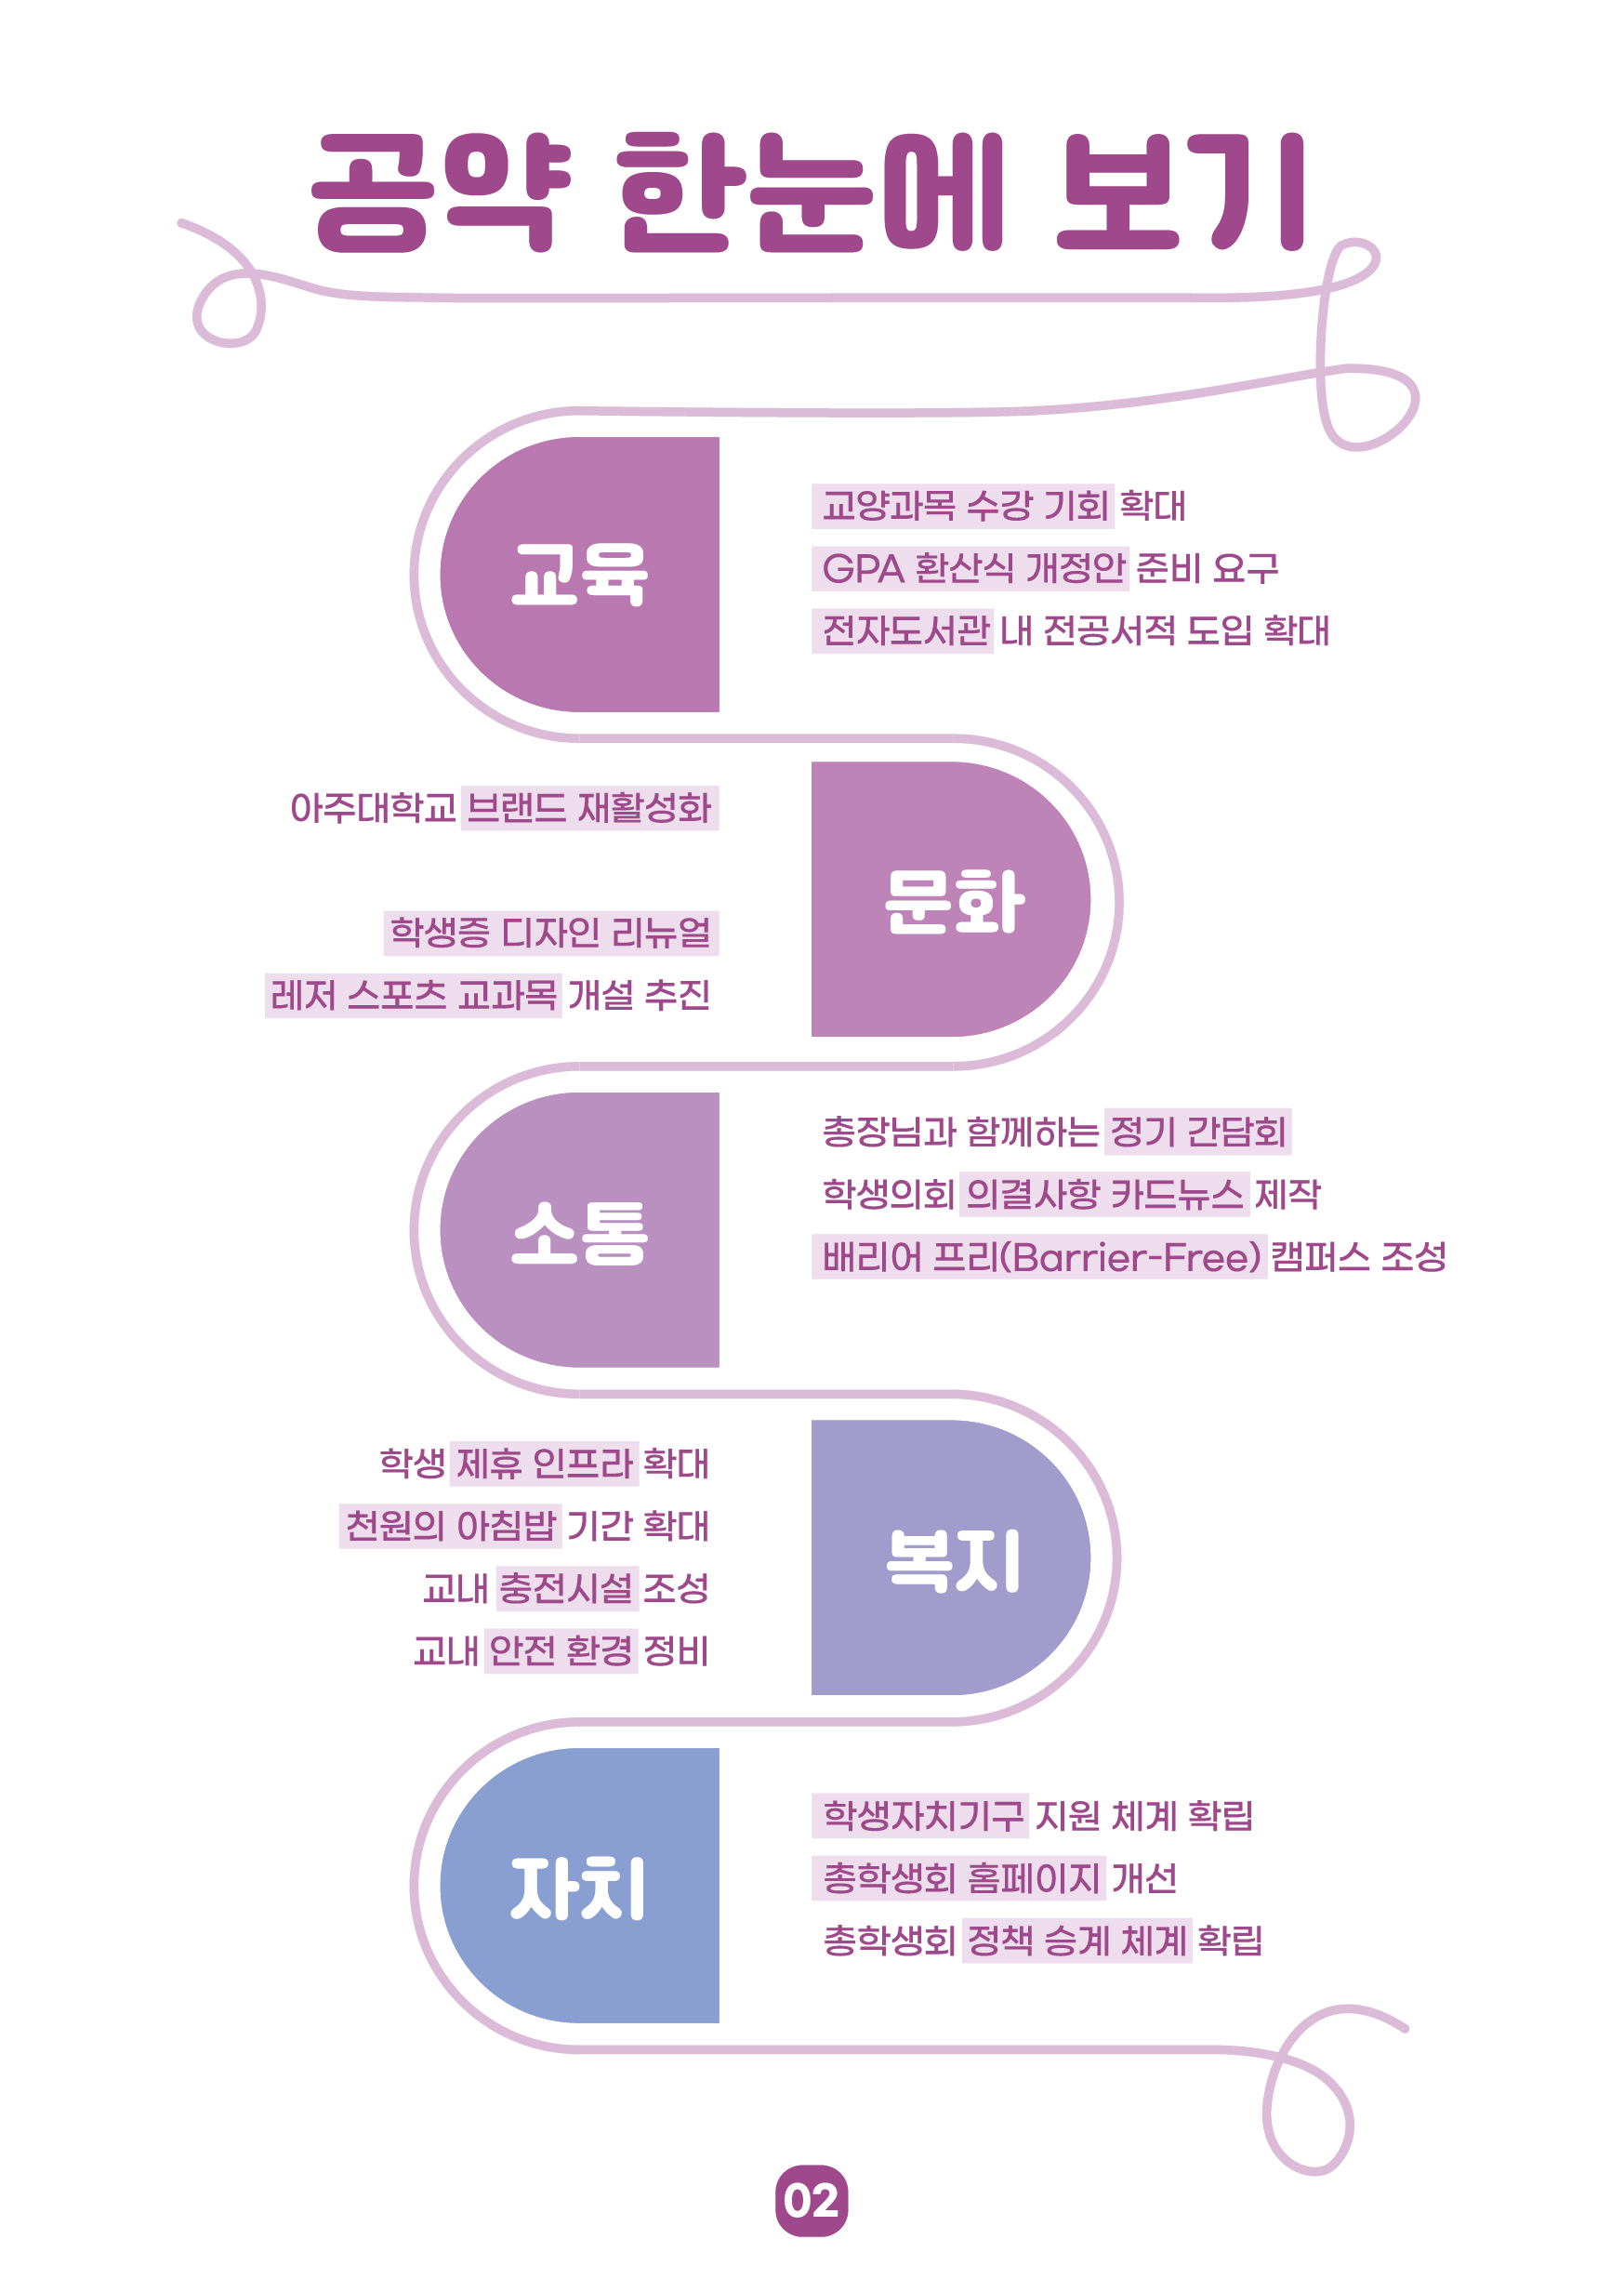 공약 한눈에 보기
교육
교양과목 수강 기회 확대
GPA 환산식 개정안 준비 요구
전자도서관 내 전공서적 도입 확대
문화
아주대학교 브랜드 재활성화
학생증 디자인 리뉴얼
레저 스포츠 교과목 개설 추진
소통
총장님과 함께하는 정기 간담회
학생의회 의결사항 카드뉴스 제작
배리어 프리(Barrier-Free) 캠퍼스 조성
복지
학생 제휴 인프라 확대
천원의 아침밥 기간 확대
교내 충전시설 조성
교내 안전 환경 정비
자치
학생자치기구 지원 체계 확립
총학생회 홈페이지 개선
총학생회 정책 승계 체계 확립
02